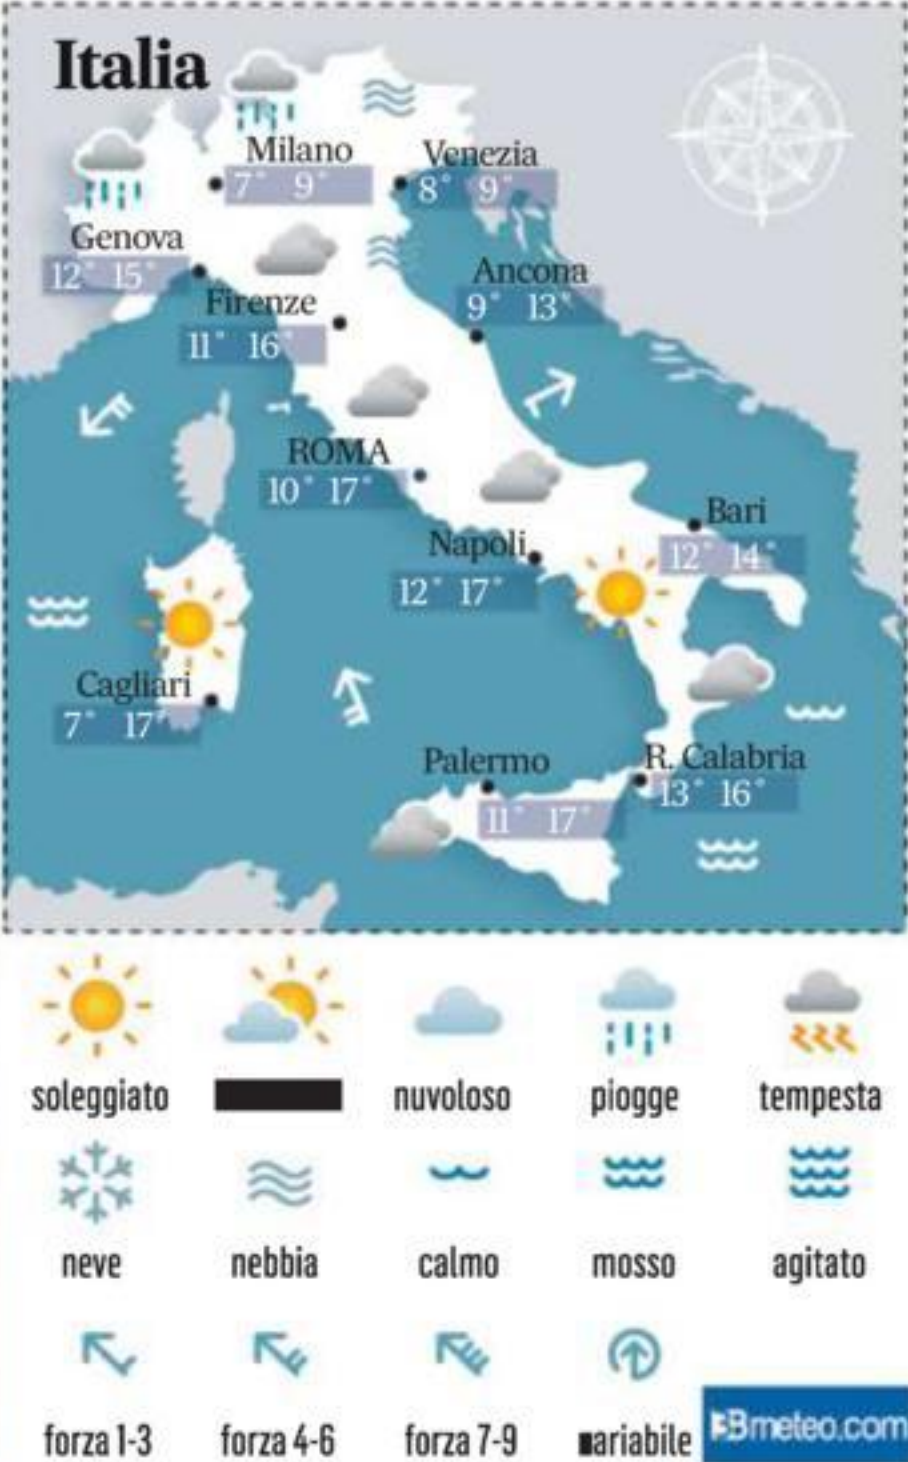 Italia
Milano
7° 9°
Venezia
8° 9°
Genova
12° 15°
Ancona
9° 13°
Firenze
11° 16°
ROMA
10° 17°
Bari
12° 14°
Napoli
12° 17°
Cagliari
7° 17°
Palermo
11° 17°
R. Calabria
13° 16°
soleggiato
nuvoloso
piogge
tempesta
neve
nebbia
calmo
mosso
agitato
forza 1-3
forza 4-6
forza 7-9
ariabile
3Bmeteo.com